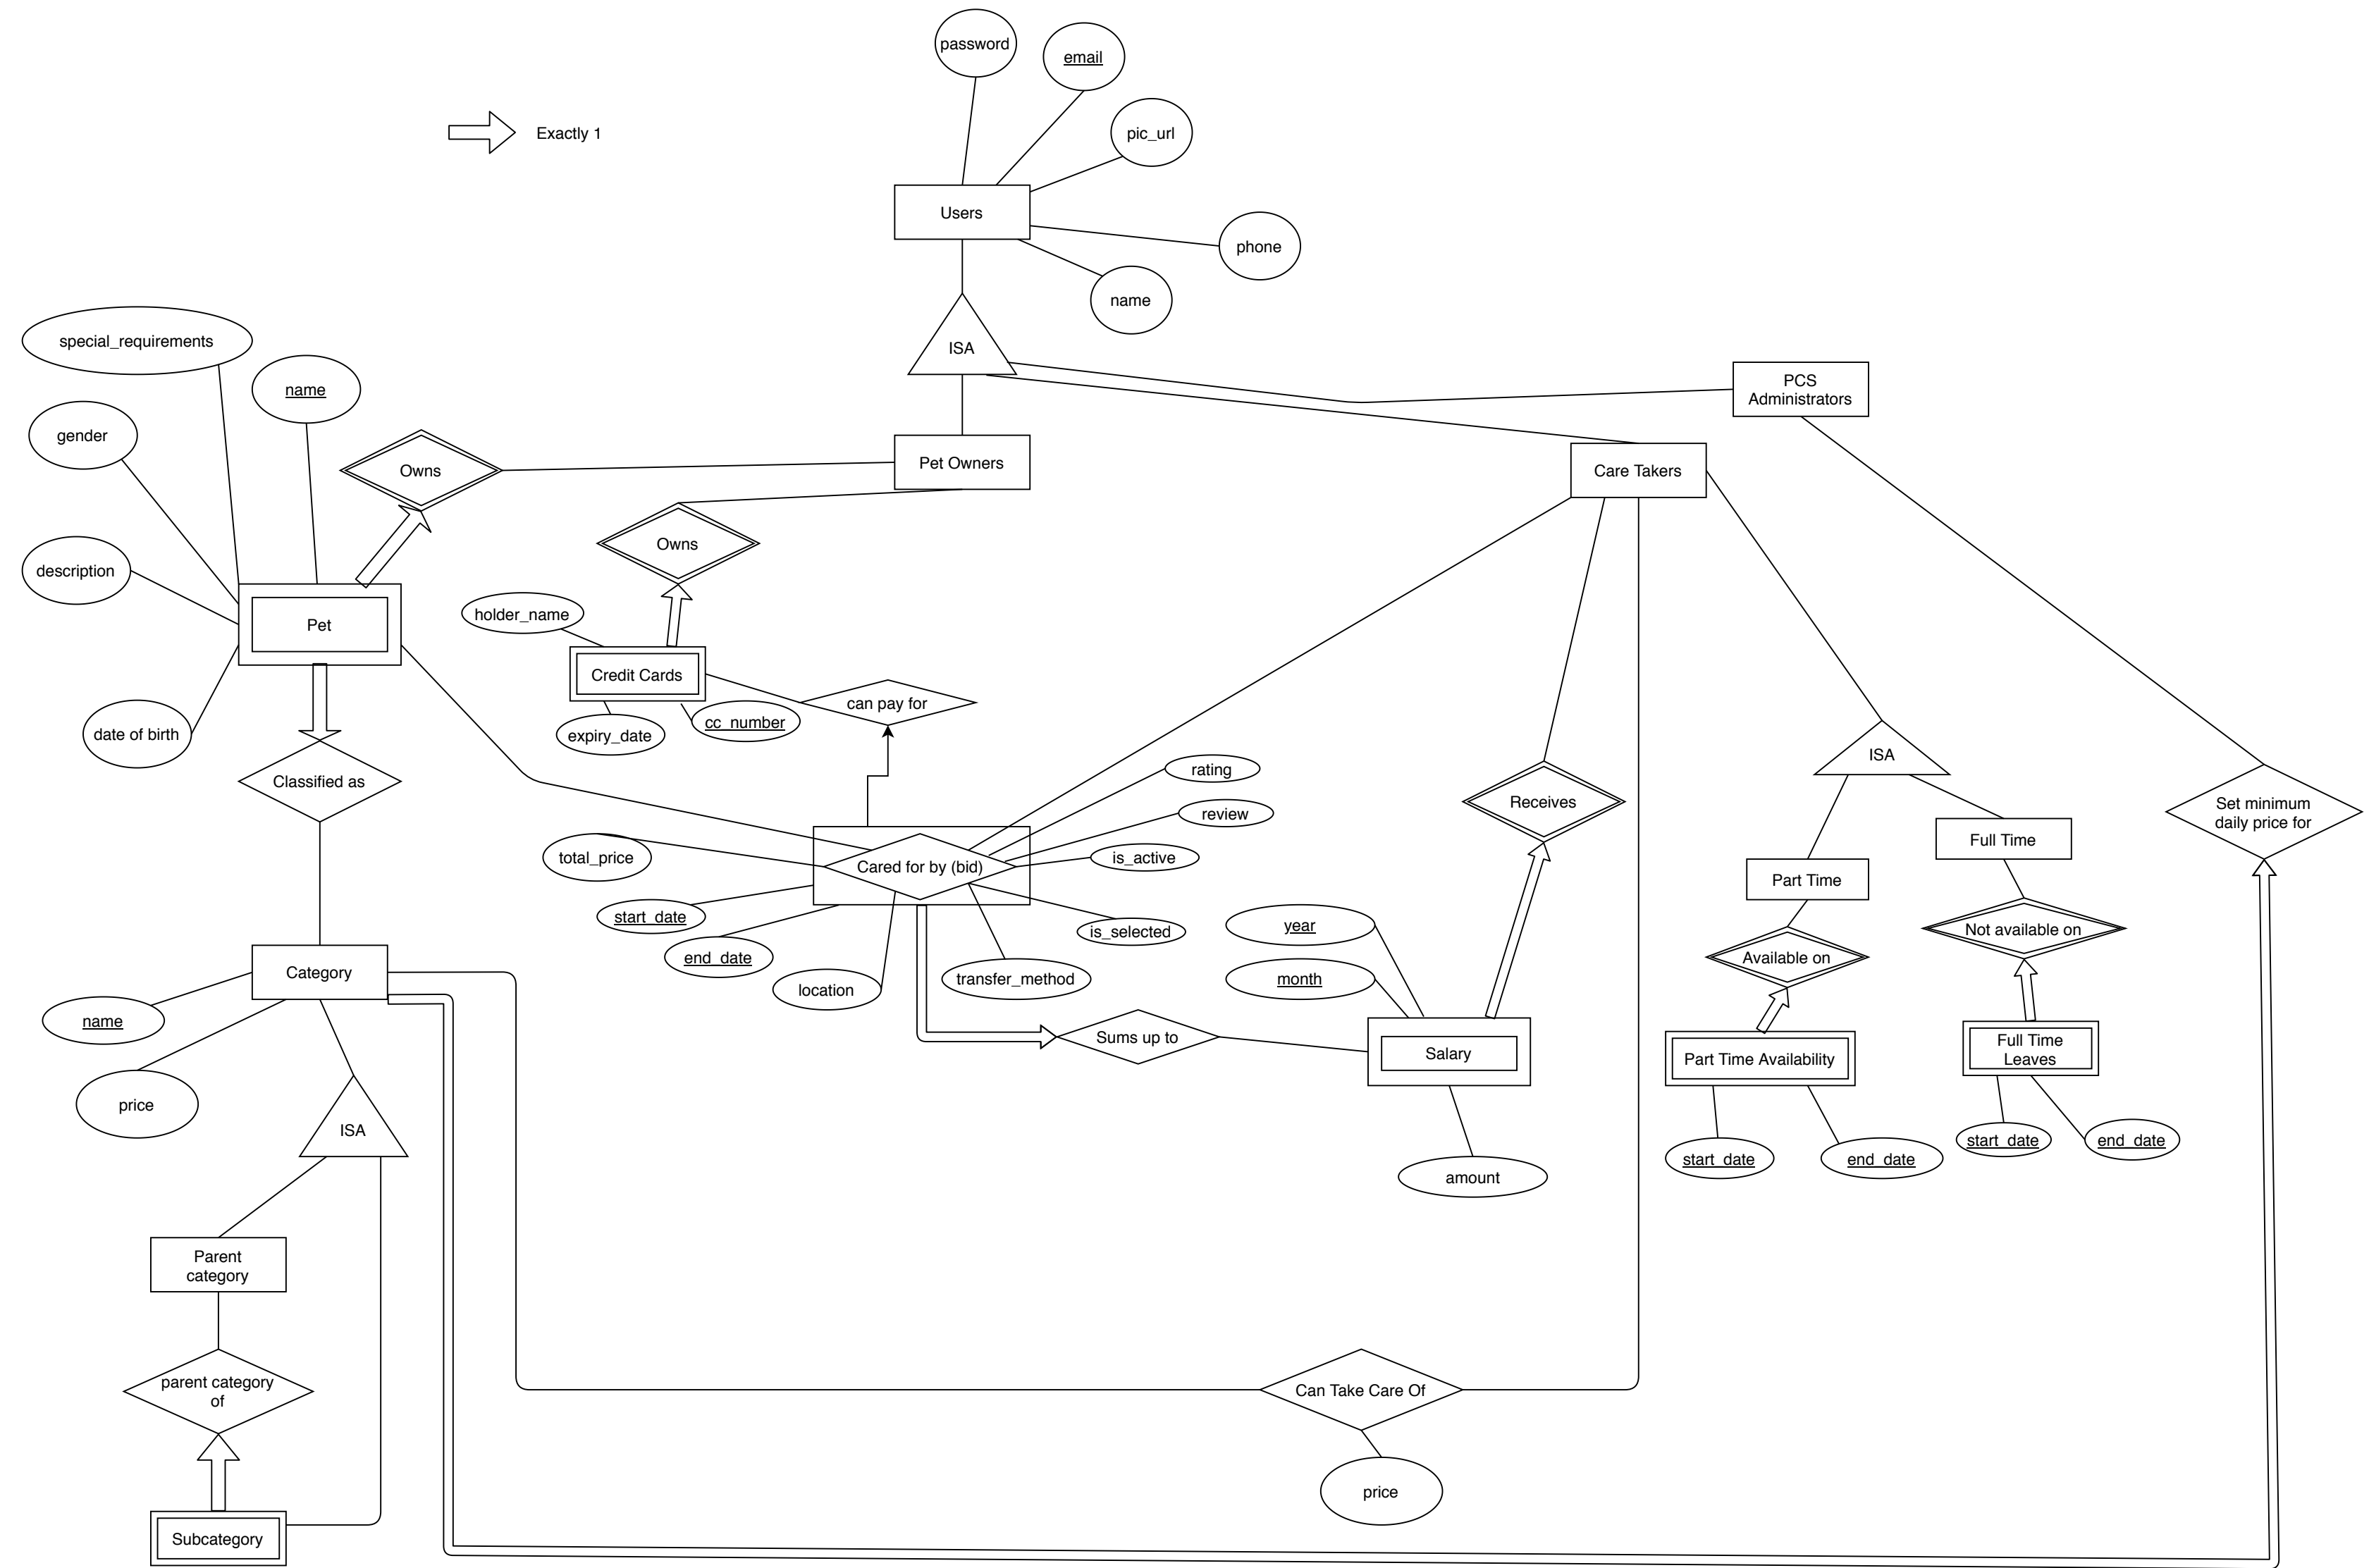 password
email
pic_url
Exactly 1
Users
phone
name
special_requirements
ISA
name
PCS
Administrators
gender
Owns
Pet Owners
Care Takers
Owns
description
holder_name
Pet
Credit Cards
can pay for
cc_number
date of birth
expiry_date
ISA
rating
Classified as
Receives
Set minimum
daily price for
review
Full Time
total_price
Cared for by (bid)
is_active
Part Time
start_date
year
is_selected
Not available on
end_date
Available on
Category
month
transfer_method
location
name
Sums up to
Salary
Part Time Availability
Full Time
Leaves
price
ISA
start_date
end_date
start_date
end_date
amount
Parent
category
parent category
of
Can Take Care Of
price
Subcategory